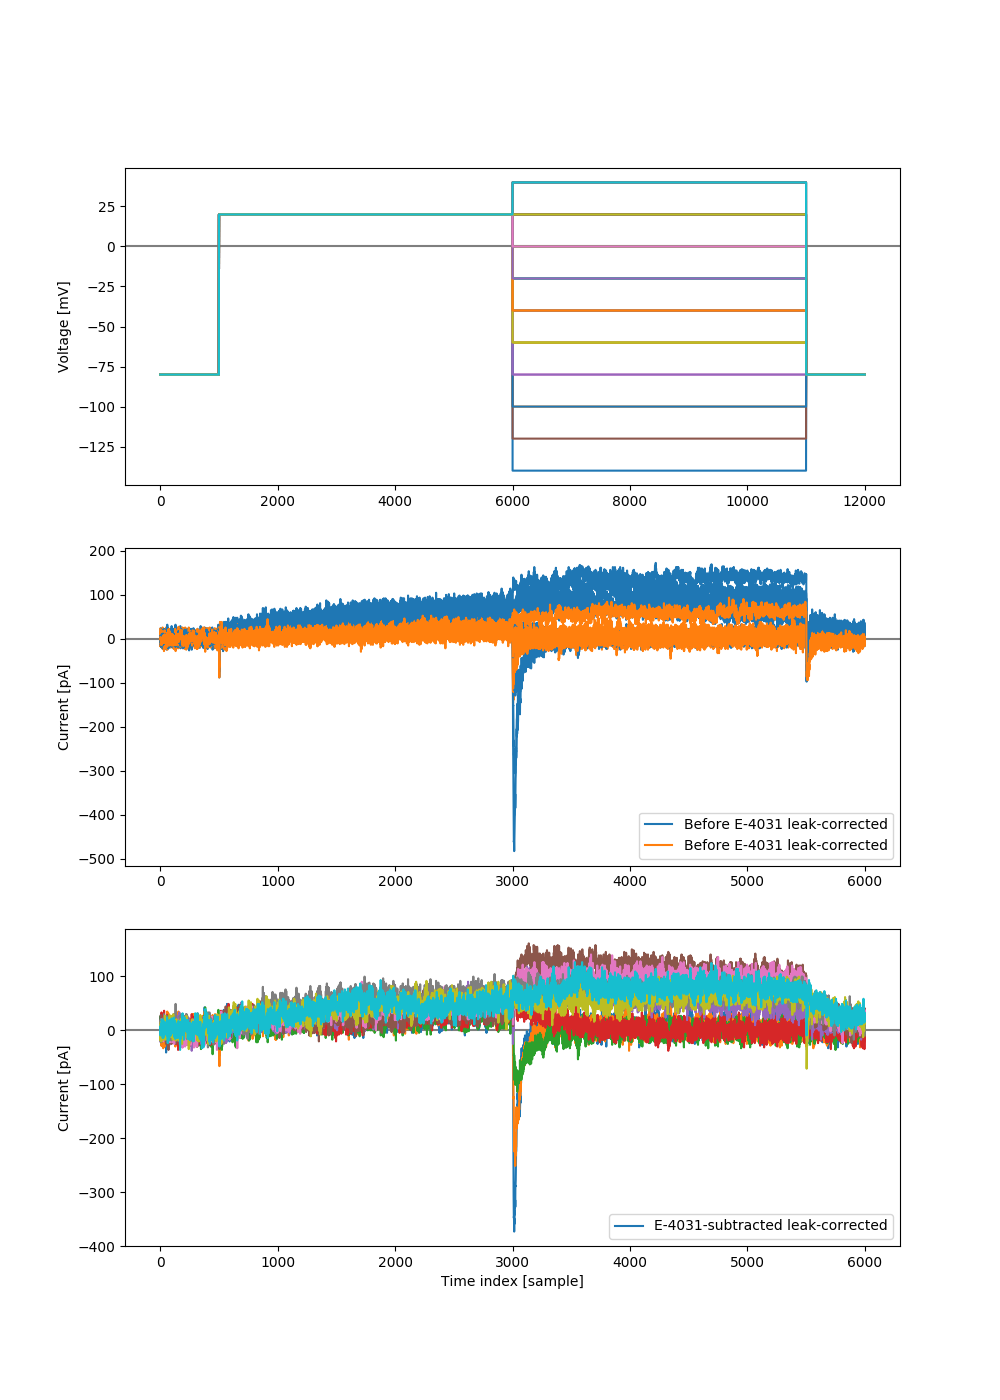 25
0
−25
−50
−75
−100
−125
Voltage [mV]
0 2000 4000 6000 8000 10000 12000
200
100
0
−100
−200
−300
−400
−500
Current [pA]
Before E-4031 leak-corrected
Before E-4031 leak-corrected
0 1000 2000 3000 4000 5000 6000
100
0
−100
−200
−300
−400
Current [pA]
E-4031-subtracted leak-corrected
0 1000 2000 3000 4000 5000 6000
Time index [sample]